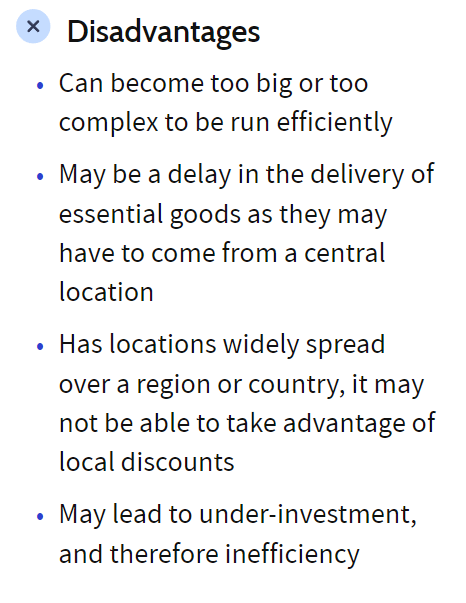 Disadvantages
• Can become too big or too
complex to be run efficiently
• May be a delay in the delivery of
essential goods as they may
have to come from a central
location
• Has locations widely spread
over a region or country, it may
not be able to take advantage of
local discounts
• May lead to under-investment,
and therefore inefficiency